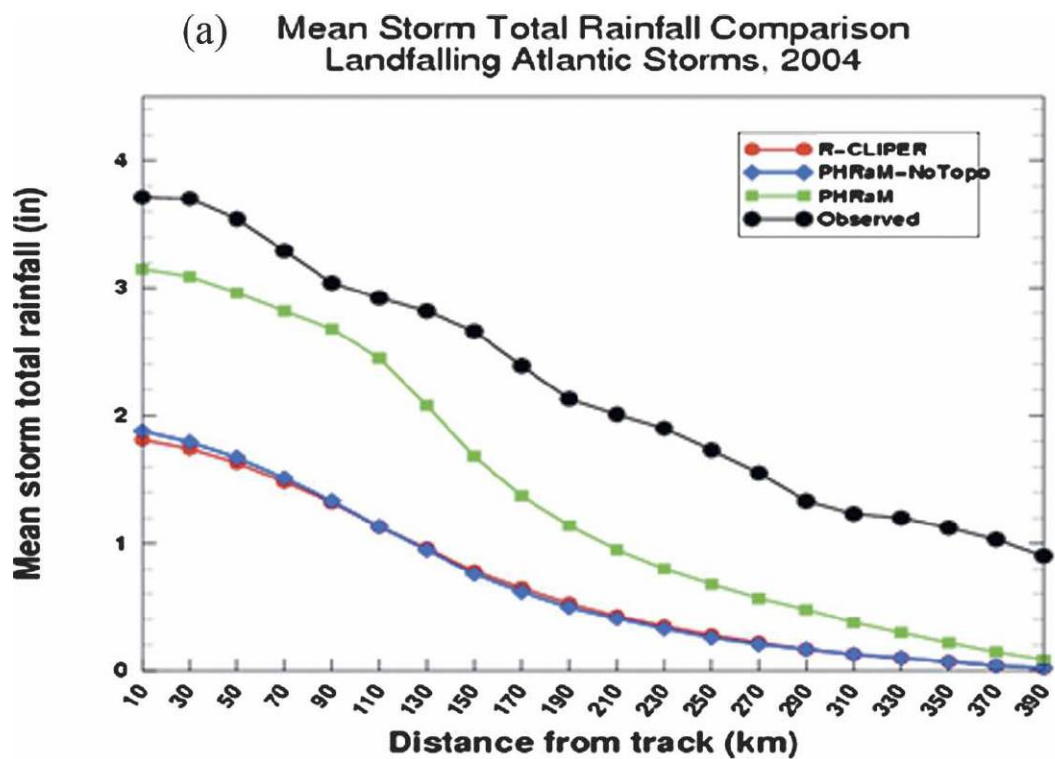 (a) Mean Storm Total Rainfall Comparison
Landfalling Atlantic Storms, 2004
Mean storm total rainfall (in)
4
3
2
1
0
R-CLIPER
PHRaM-NoTopo
PHRaM
Observed
10 30 50 70 90 110 130 150 170 190 210 230 250 270 290 310 330 350 370 390
Distance from track (km)